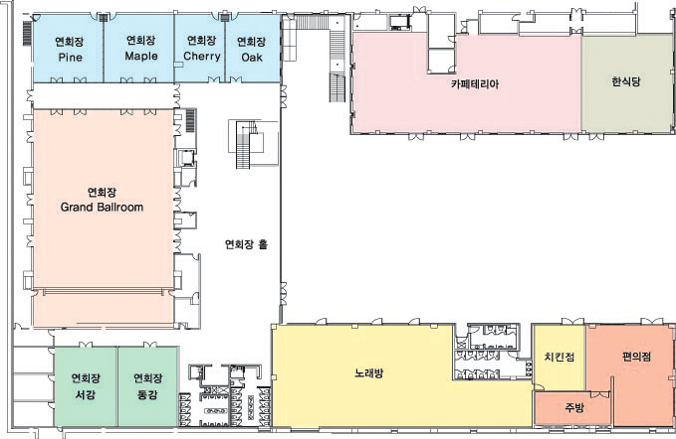 연회장
Pine
연회장
Maple
연회장
Cherry
연회장
Oak
카페테리아
한식당
연회장
Grand Ballroom
연회장 홀
연회장
서강
연회장
동강
노래방
치킨점
편의점
주방